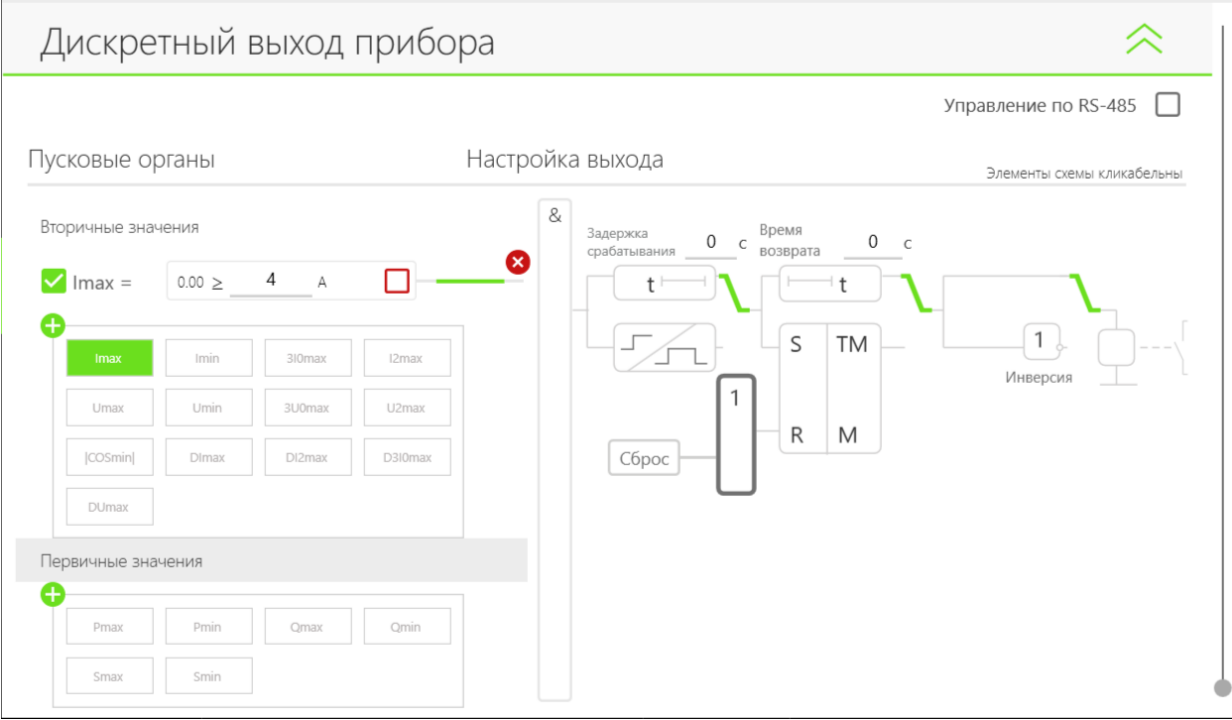 Дискретный выход прибора
Управление по RS-485
Пусковые органы
Настройка выхода
Элементы схемы кликабельны
Вторичные значения
Imax =
0.00 ≥ 4 A
Imax Imin 3I0max I2max
Umax Umin 3U0max U2max
|COSmin| DImax DI2max D3I0max
DUmax
Первичные значения
Pmax Pmin Qmax Qmin
Smax Smin
&
Задержка
срабатывания 0 с
Время
возврата 0 с
t
t
S TM
R M
1
Сброс
1
Инверсия